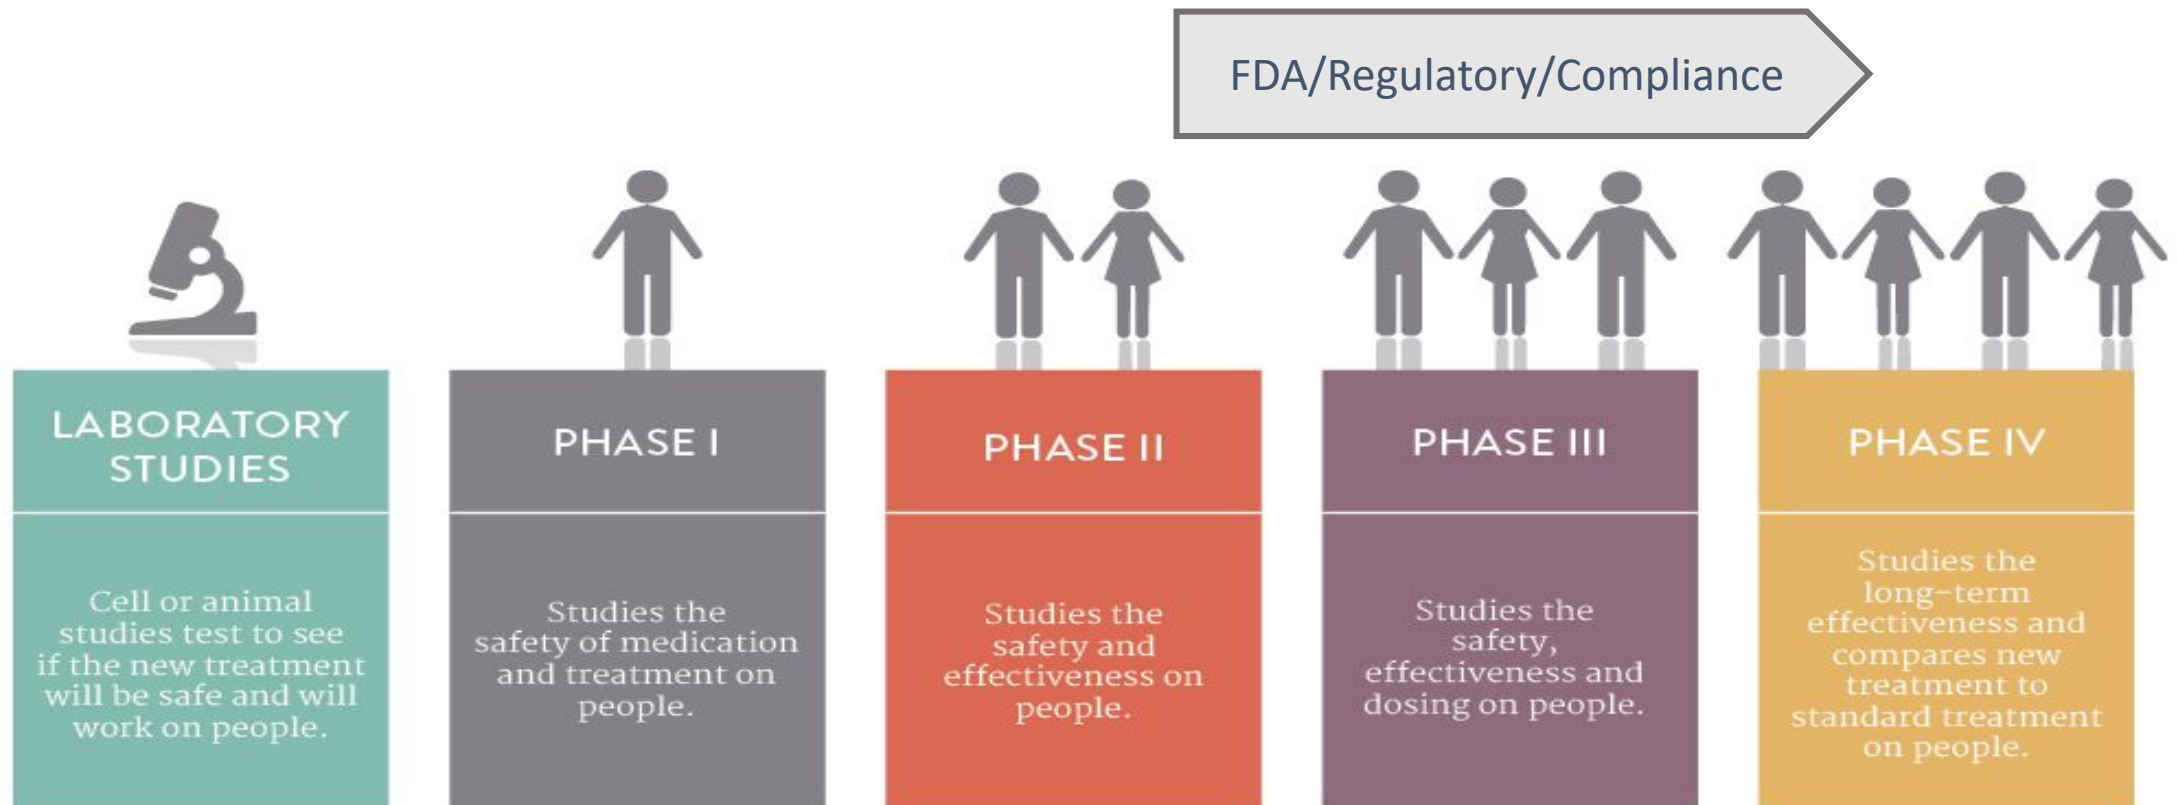 FDA/Regulatory/Compliance
LABORATORY
STUDIES
Cell or animal
studies test to see
if the new treatment
will be safe and will
work on people.
PHASE I
Studies the
safety of medication
and treatment on
people.
PHASE II
Studies the
safety and
effectiveness on
people.
PHASE III
Studies the
safety,
effectiveness and
dosing on people.
PHASE IV
Studies the
long-term
effectiveness and
compares new
treatment to
standard treatment
on people.